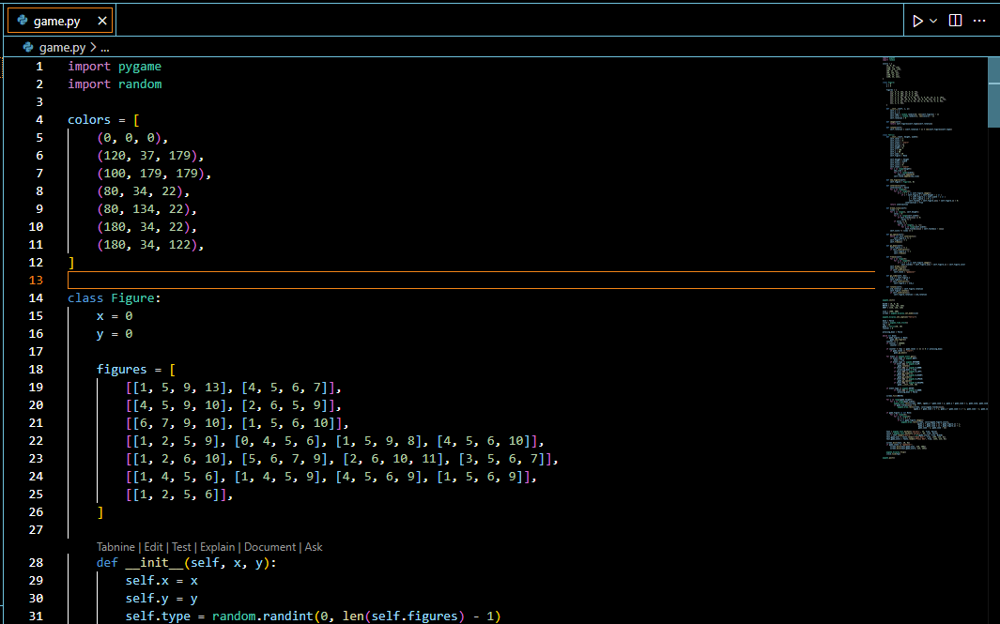 game.py
game.py > ...
1 import pygame
2 import random
3
4 colors = [
5     (0, 0, 0),
6     (120, 37, 179),
7     (100, 179, 179),
8     (80, 34, 22),
9     (80, 134, 22),
10     (180, 34, 22),
11     (180, 34, 122),
12 ]
13
14 class Figure:
15     x = 0
16     y = 0
17
18     figures = [
19         [[1, 5, 9, 13], [4, 5, 6, 7]],
20         [[4, 5, 9, 10], [2, 6, 5, 9]],
21         [[6, 7, 9, 10], [1, 5, 6, 10]],
22         [[1, 2, 5, 9], [0, 4, 5, 6], [1, 5, 9, 8], [4, 5, 6, 10]],
23         [[1, 2, 6, 10], [5, 6, 7, 9], [2, 6, 10, 11], [3, 5, 6, 7]],
24         [[1, 4, 5, 6], [1, 4, 5, 9], [4, 5, 6, 9], [1, 5, 6, 9]],
25         [[1, 2, 5, 6]],
26     ]
27
Tabnine | Edit | Test | Explain | Document | Ask
28     def __init__(self, x, y):
29         self.x = x
30         self.y = y
31         self.type = random.randint(0, len(self.figures) - 1)